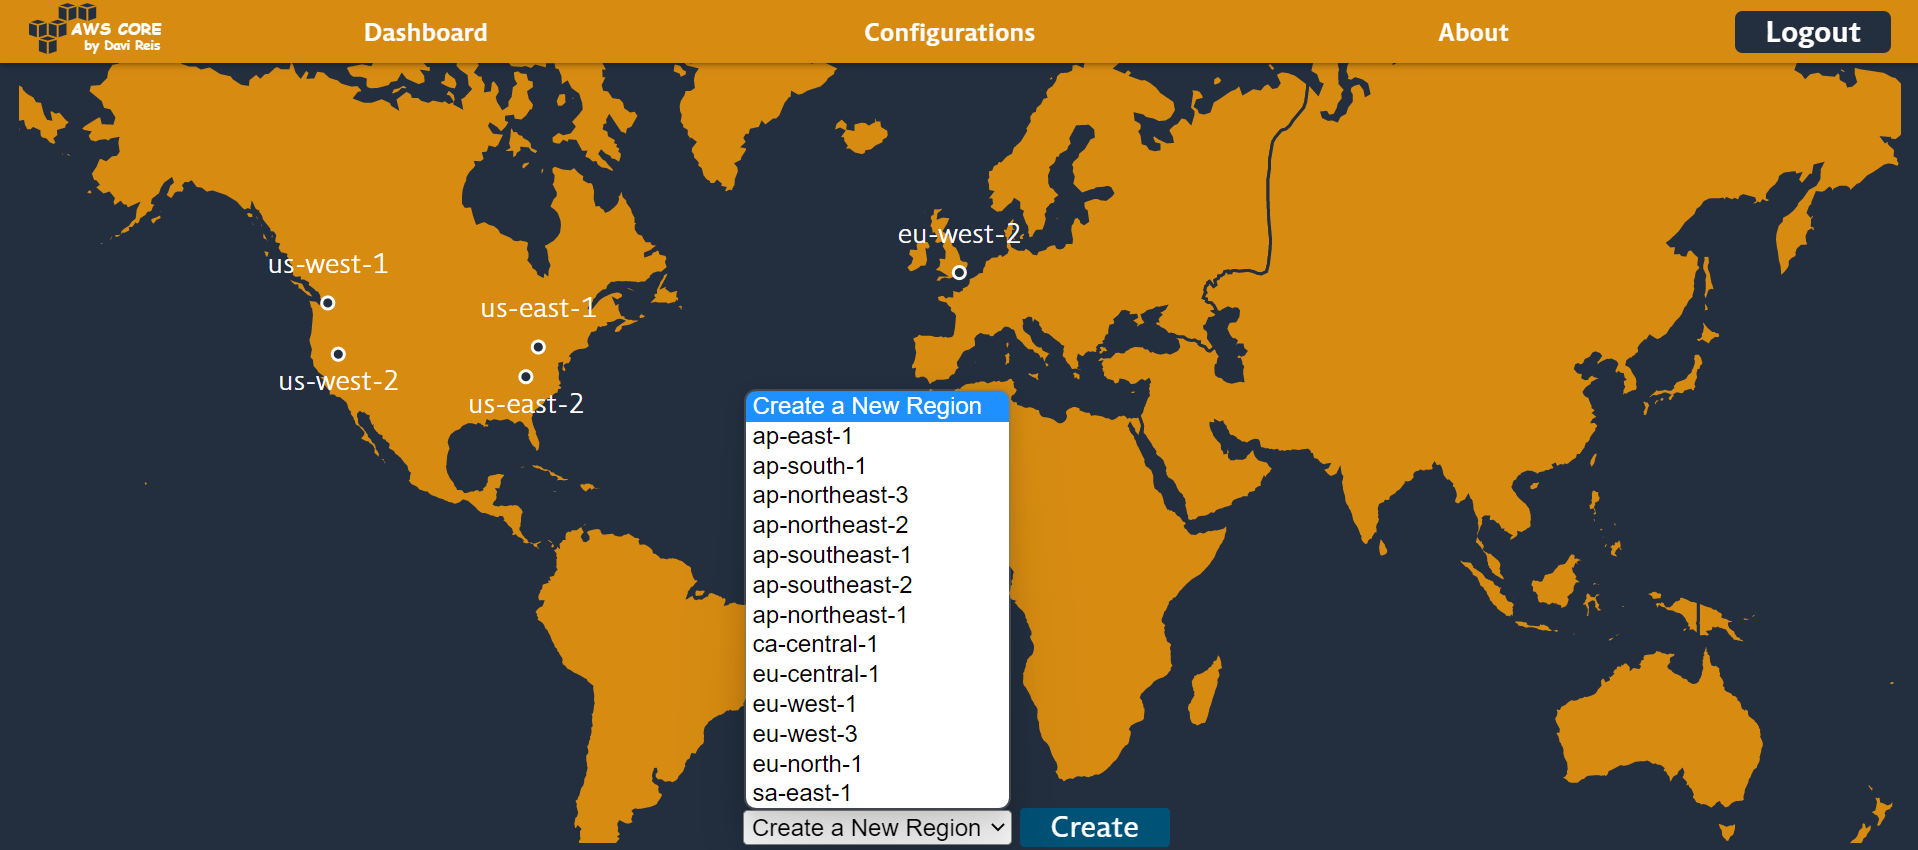 AWS CORE
by Davi Reis
Dashboard
Configurations
About
Logout
eu-west-2
us-west-1
us-east-1
us-west-2
us-east-2
Create a New Region
ap-east-1
ap-south-1
ap-northeast-3
ap-northeast-2
ap-southeast-1
ap-southeast-2
ap-northeast-1
ca-central-1
eu-central-1
eu-west-1
eu-west-3
eu-north-1
sa-east-1
Create a New Region
Create